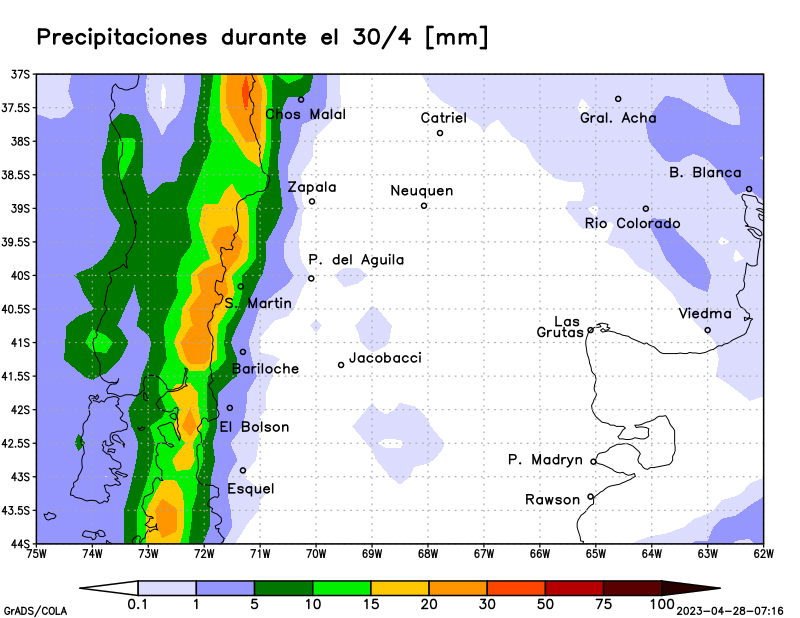 Precipitaciones durante el 30/4 [mm]
37S
37.5S
38S
38.5S
39S
39.5S
40S
40.5S
41S
41.5S
42S
42.5S
43S
43.5S
44S
Chos Malal
Catriel
Gral. Acha
B. Blanca
Zapala
Neuquen
Rio Colorado
P. del Aguila
S. Martin
Viedma
Las
Grutas
Jacobacci
Bariloche
El Bolson
P. Madryn
Esquel
Rawson
75W 74W 73W 72W 71W 70W 69W 68W 67W 66W 65W 64W 63W 62W
0.1 1 5 10 15 20 30 50 75 100
GrADS/COLA
2023-04-28-07:16